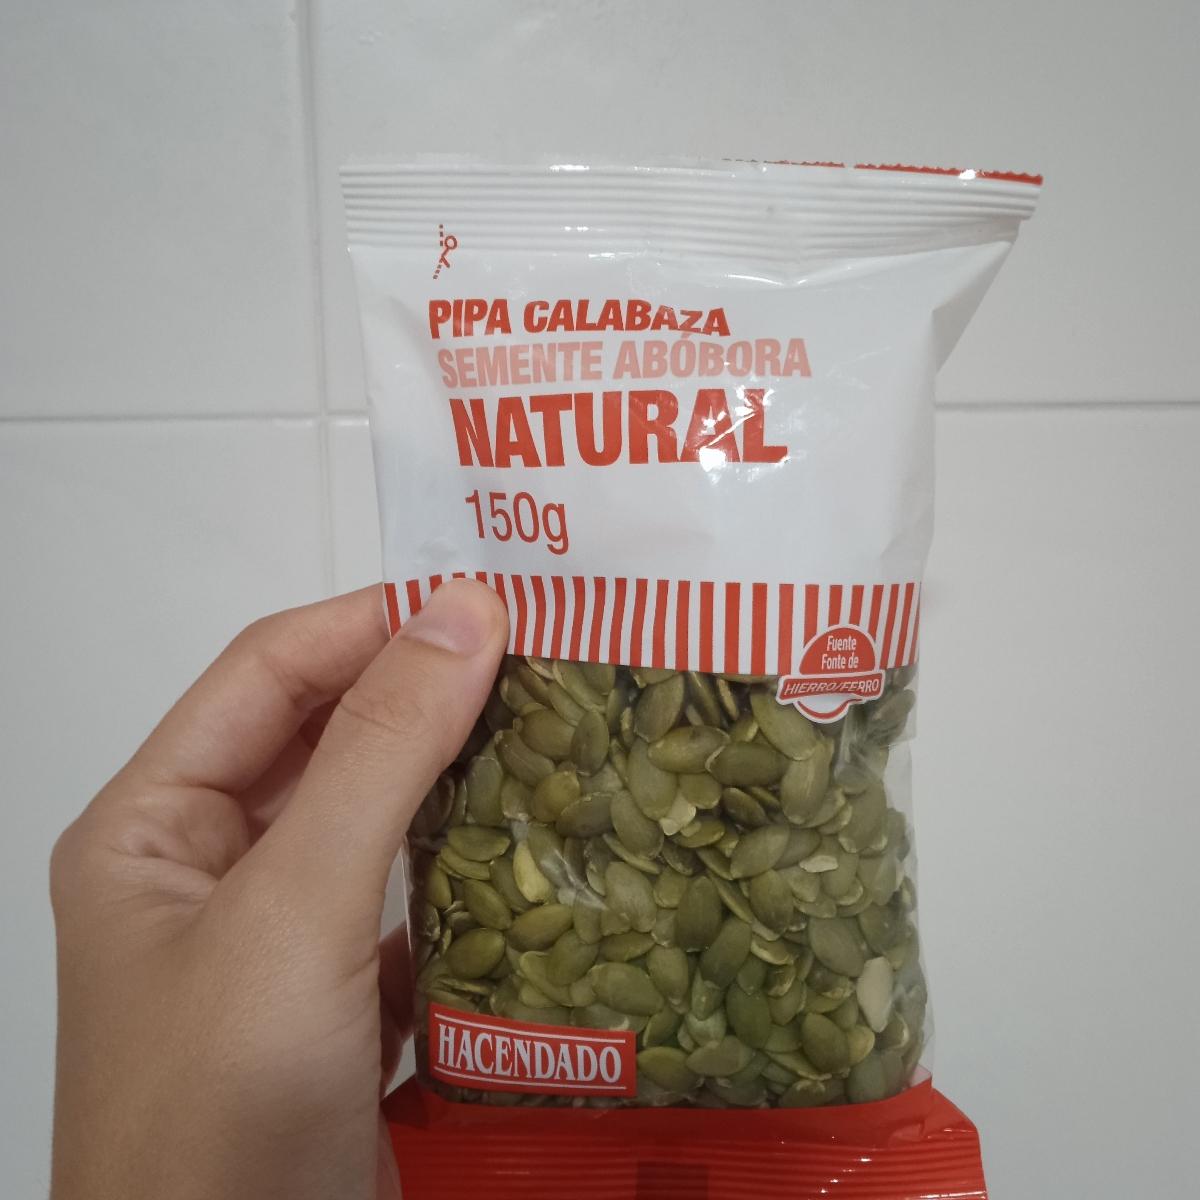 PIPA CALABAZA
SEMENTE ABÓBORA
NATURAL
150g
Fuente
Fonte de
HIERRO/FERRO
HACENDADO